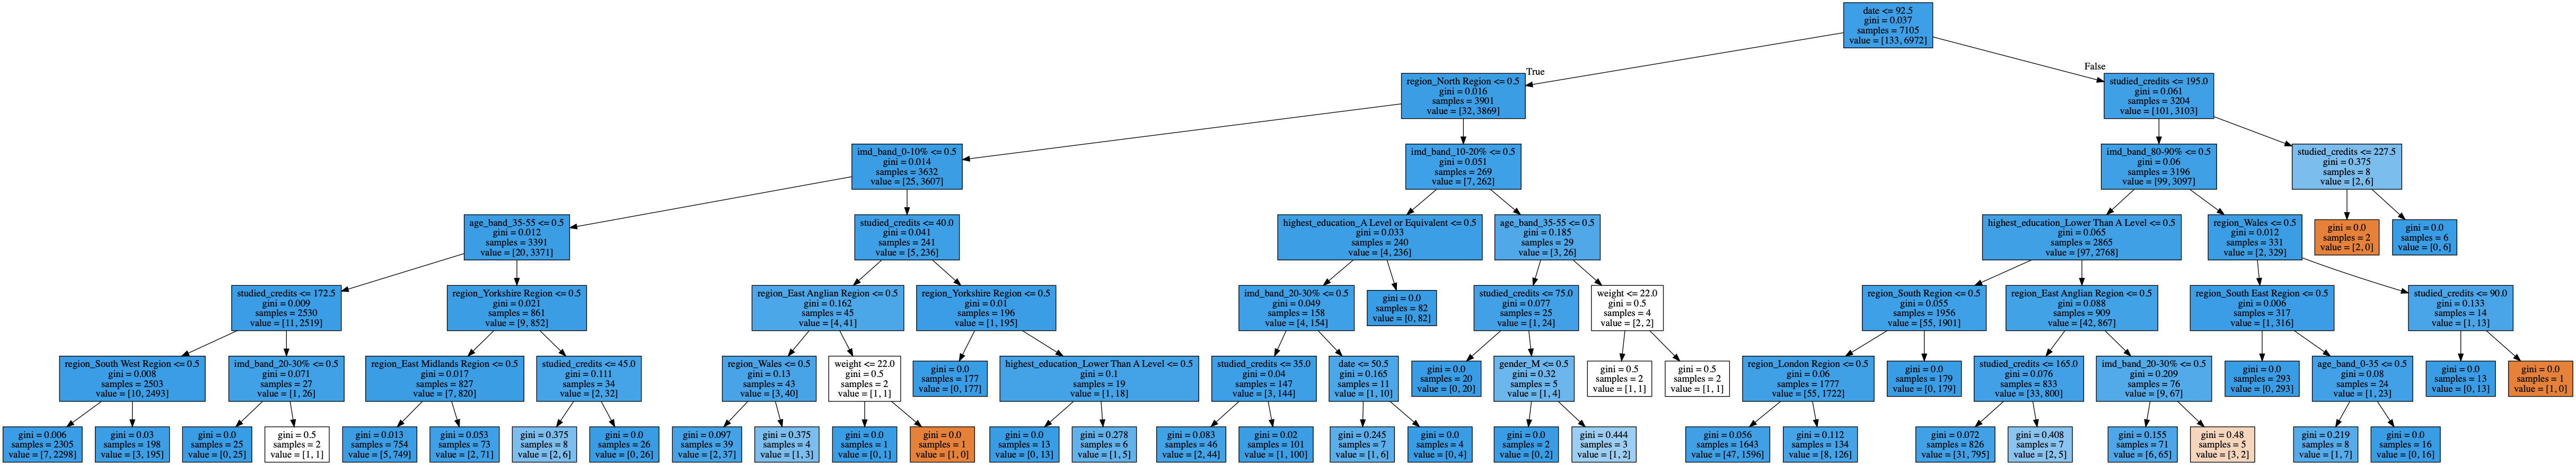 date <= 92.5
gini = 0.037
samples = 7105
value = [133, 6972]
True
False
region_North Region <= 0.5
gini = 0.016
samples = 3901
value = [32, 3869]
studied_credits <= 195.0
gini = 0.061
samples = 3204
value = [101, 3103]
imd_band_0-10% <= 0.5
gini = 0.014
samples = 3632
value = [25, 3607]
imd_band_10-20% <= 0.5
gini = 0.051
samples = 269
value = [7, 262]
imd_band_80-90% <= 0.5
gini = 0.06
samples = 3196
value = [99, 3097]
studied_credits <= 227.5
gini = 0.375
samples = 8
value = [2, 6]
age_band_35-55 <= 0.5
gini = 0.012
samples = 3391
value = [20, 3371]
studied_credits <= 40.0
gini = 0.041
samples = 241
value = [5, 236]
highest_education_A Level or Equivalent <= 0.5
gini = 0.033
samples = 240
value = [4, 236]
age_band_35-55 <= 0.5
gini = 0.185
samples = 29
value = [3, 26]
highest_education_Lower Than A Level <= 0.5
gini = 0.065
samples = 2865
value = [97, 2768]
region_Wales <= 0.5
gini = 0.012
samples = 331
value = [2, 329]
gini = 0.0
samples = 2
value = [2, 0]
gini = 0.0
samples = 6
value = [0, 6]
studied_credits <= 172.5
gini = 0.009
samples = 2530
value = [11, 2519]
region_Yorkshire Region <= 0.5
gini = 0.021
samples = 861
value = [9, 852]
region_East Anglian Region <= 0.5
gini = 0.162
samples = 45
value = [4, 41]
region_Yorkshire Region <= 0.5
gini = 0.01
samples = 196
value = [1, 195]
imd_band_20-30% <= 0.5
gini = 0.049
samples = 158
value = [4, 154]
gini = 0.0
samples = 82
value = [0, 82]
studied_credits <= 75.0
gini = 0.077
samples = 25
value = [1, 24]
weight <= 22.0
gini = 0.5
samples = 4
value = [2, 2]
region_South Region <= 0.5
gini = 0.055
samples = 1956
value = [55, 1901]
region_East Anglian Region <= 0.5
gini = 0.088
samples = 909
value = [42, 867]
region_South East Region <= 0.5
gini = 0.006
samples = 317
value = [1, 316]
studied_credits <= 90.0
gini = 0.133
samples = 14
value = [1, 13]
region_South West Region <= 0.5
gini = 0.008
samples = 2503
value = [10, 2493]
imd_band_20-30% <= 0.5
gini = 0.071
samples = 27
value = [1, 26]
region_East Midlands Region <= 0.5
gini = 0.017
samples = 827
value = [7, 820]
studied_credits <= 45.0
gini = 0.111
samples = 34
value = [2, 32]
region_Wales <= 0.5
gini = 0.13
samples = 43
value = [3, 40]
weight <= 22.0
gini = 0.5
samples = 2
value = [1, 1]
gini = 0.0
samples = 177
value = [0, 177]
highest_education_Lower Than A Level <= 0.5
gini = 0.1
samples = 19
value = [1, 18]
studied_credits <= 35.0
gini = 0.04
samples = 147
value = [3, 144]
date <= 50.5
gini = 0.165
samples = 11
value = [1, 10]
gini = 0.0
samples = 20
value = [0, 20]
gender_M <= 0.5
gini = 0.32
samples = 5
value = [1, 4]
gini = 0.5
samples = 2
value = [1, 1]
gini = 0.5
samples = 2
value = [1, 1]
region_London Region <= 0.5
gini = 0.06
samples = 1777
value = [55, 1722]
gini = 0.0
samples = 179
value = [0, 179]
studied_credits <= 165.0
gini = 0.076
samples = 833
value = [33, 800]
imd_band_20-30% <= 0.5
gini = 0.209
samples = 76
value = [9, 67]
gini = 0.0
samples = 293
value = [0, 293]
age_band_0-35 <= 0.5
gini = 0.08
samples = 24
value = [1, 23]
gini = 0.0
samples = 13
value = [0, 13]
gini = 0.0
samples = 1
value = [1, 0]
gini = 0.006
samples = 2305
value = [7, 2298]
gini = 0.03
samples = 198
value = [3, 195]
gini = 0.0
samples = 25
value = [0, 25]
gini = 0.5
samples = 2
value = [1, 1]
gini = 0.013
samples = 754
value = [5, 749]
gini = 0.053
samples = 73
value = [2, 71]
gini = 0.375
samples = 8
value = [2, 6]
gini = 0.0
samples = 26
value = [0, 26]
gini = 0.097
samples = 39
value = [2, 37]
gini = 0.375
samples = 4
value = [1, 3]
gini = 0.0
samples = 1
value = [0, 1]
gini = 0.0
samples = 1
value = [1, 0]
gini = 0.0
samples = 13
value = [0, 13]
gini = 0.278
samples = 6
value = [1, 5]
gini = 0.083
samples = 46
value = [2, 44]
gini = 0.02
samples = 101
value = [1, 100]
gini = 0.245
samples = 7
value = [1, 6]
gini = 0.0
samples = 4
value = [0, 4]
gini = 0.0
samples = 2
value = [0, 2]
gini = 0.444
samples = 3
value = [1, 2]
gini = 0.056
samples = 1643
value = [47, 1596]
gini = 0.112
samples = 134
value = [8, 126]
gini = 0.072
samples = 826
value = [31, 795]
gini = 0.408
samples = 7
value = [2, 5]
gini = 0.155
samples = 71
value = [6, 65]
gini = 0.48
samples = 5
value = [3, 2]
gini = 0.219
samples = 8
value = [1, 7]
gini = 0.0
samples = 16
value = [0, 16]